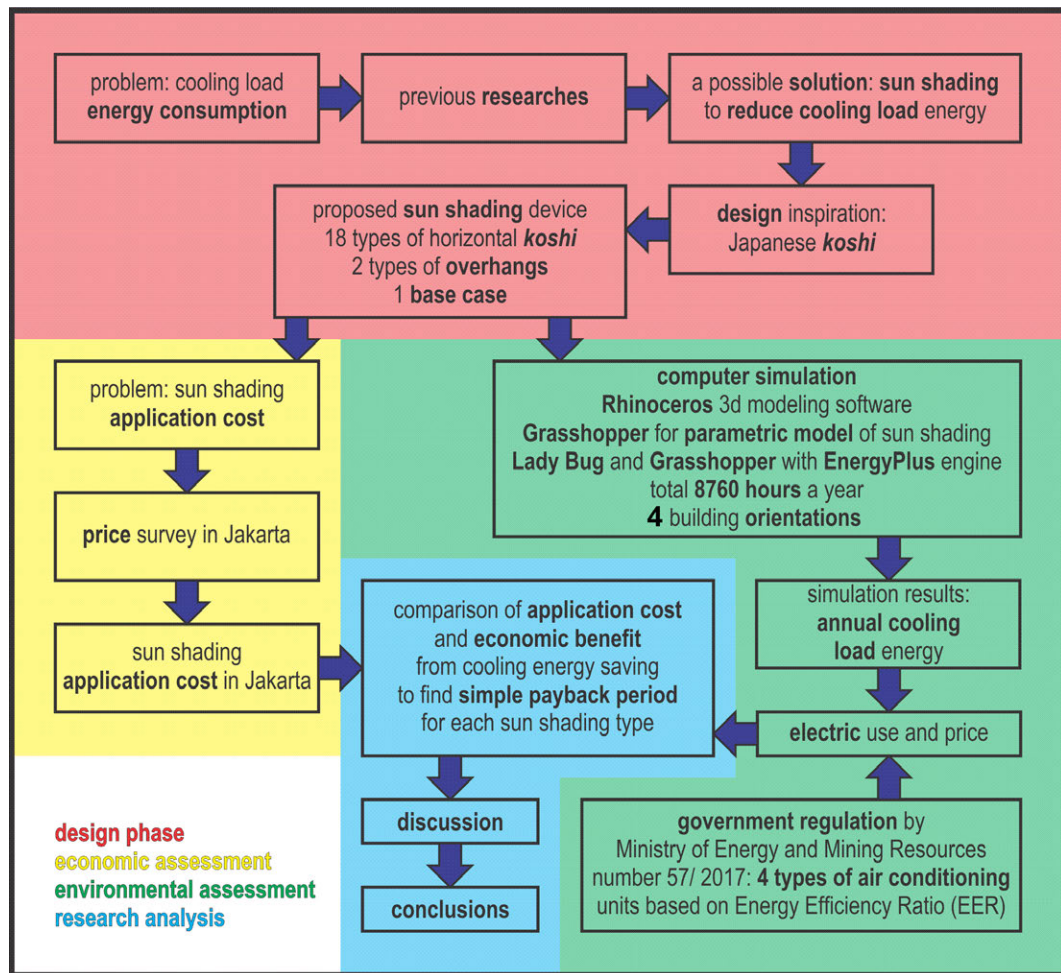 problem: cooling load
energy consumption
previous researches
a possible solution: sun shading
to reduce cooling load energy
design inspiration:
Japanese koshi
proposed sun shading device
18 types of horizontal koshi
2 types of overhangs
1 base case
problem: sun shading
application cost
price survey in Jakarta
sun shading
application cost in Jakarta
computer simulation
Rhinoceros 3d modeling software
Grasshopper for parametric model of sun shading
Lady Bug and Grasshopper with EnergyPlus engine
total 8760 hours a year
4 building orientations
simulation results:
annual cooling
load energy
electric use and price
government regulation by
Ministry of Energy and Mining Resources
number 57/ 2017: 4 types of air conditioning
units based on Energy Efficiency Ratio (EER)
comparison of application cost
and economic benefit
from cooling energy saving
to find simple payback period
for each sun shading type
discussion
conclusions
design phase
economic assessment
environmental assessment
research analysis